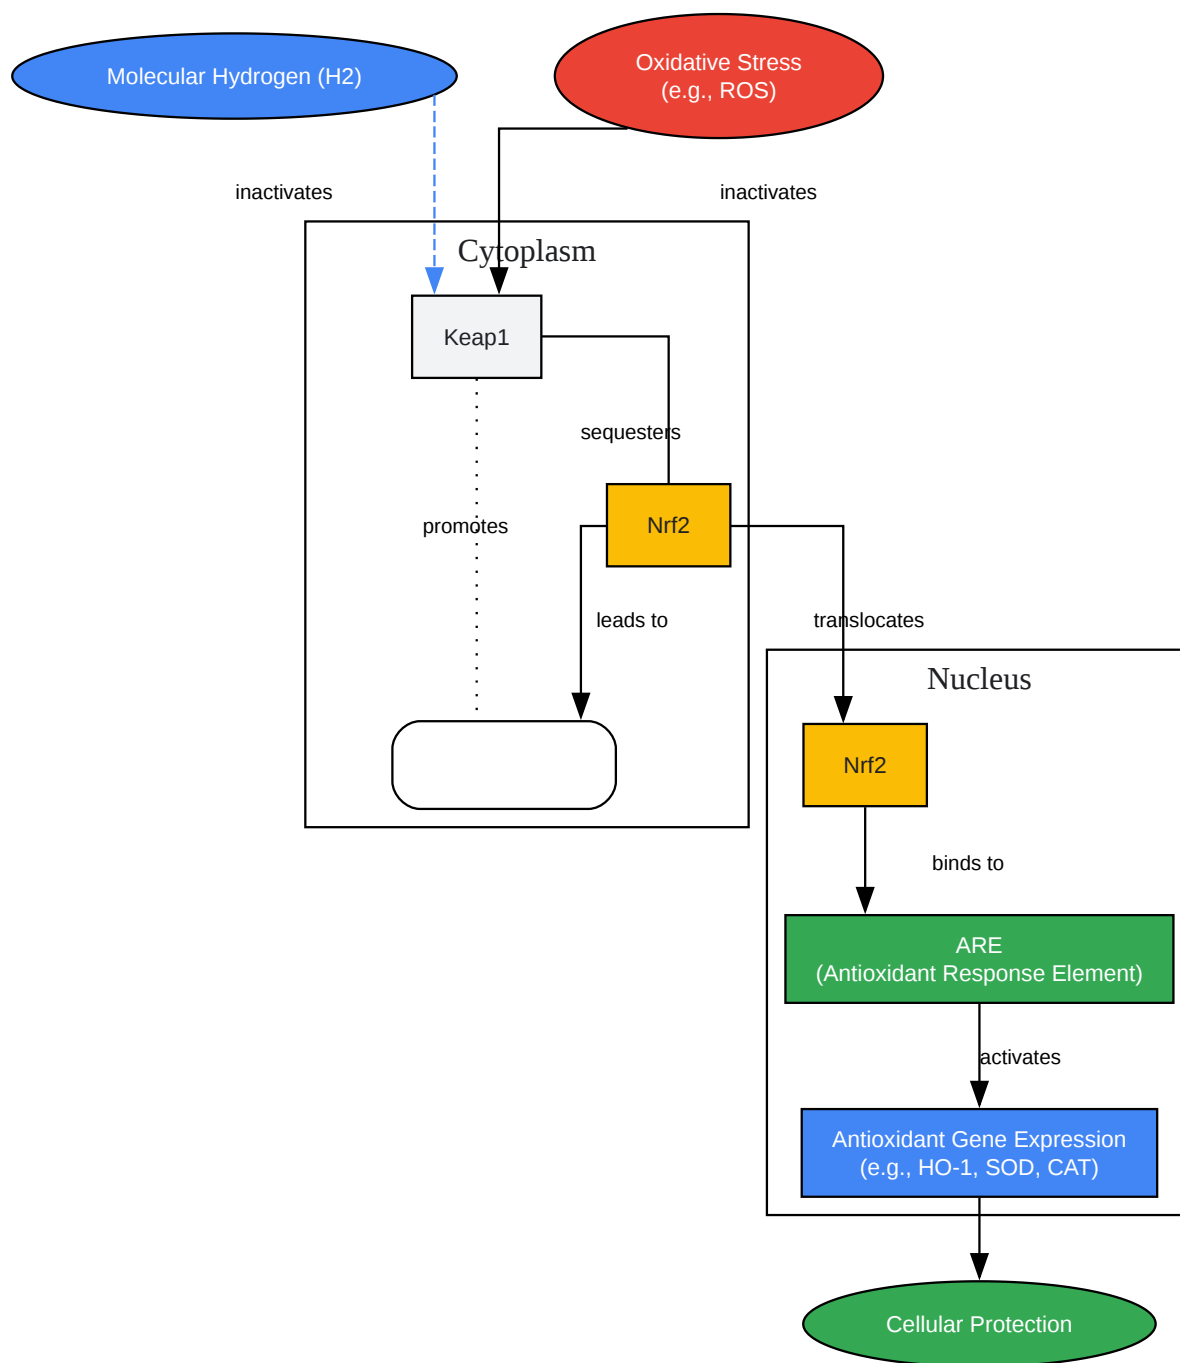 Molecular Hydrogen (H2)
Oxidative Stress
(e.g., ROS)
inactivates
inactivates
Cytoplasm
Keap1
sequesters
promotes
Nrf2
leads to
translocates
Nucleus
Nrf2
binds to
ARE
(Antioxidant Response Element)
activates
Antioxidant Gene Expression
(e.g., HO-1, SOD, CAT)
Cellular Protection